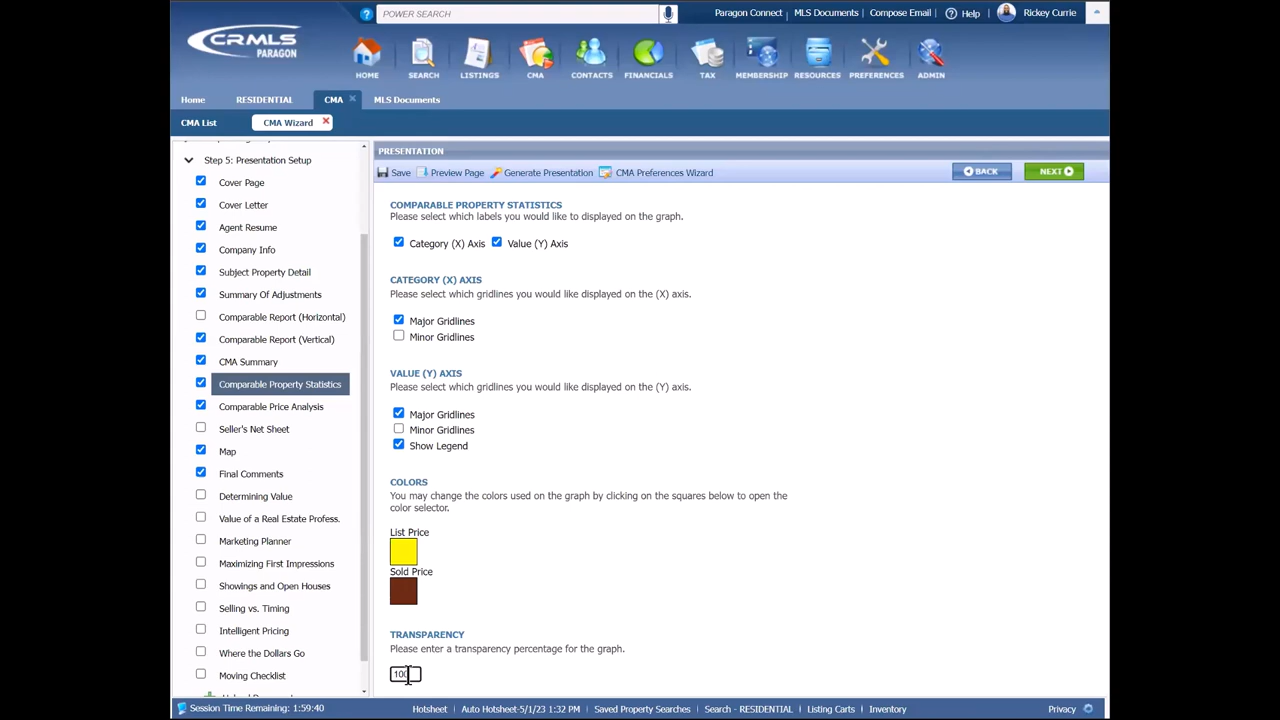 POWER SEARCH
Paragon Connect MLS Documents Compose Email Help Rickey Currie
CRMLS
PARAGON
HOME SEARCH LISTINGS CMA CONTACTS FINANCIALS TAX MEMBERSHIP RESOURCES PREFERENCES ADMIN
Home RESIDENTIAL CMA MLS Documents
CMA List CMA Wizard
Step 5: Presentation Setup
Cover Page
Cover Letter
Agent Resume
Company Info
Subject Property Detail
Summary Of Adjustments
Comparable Report (Horizontal)
Comparable Report (Vertical)
CMA Summary
Comparable Property Statistics
Comparable Price Analysis
Seller's Net Sheet
Map
Final Comments
Determining Value
Value of a Real Estate Profess.
Marketing Planner
Maximizing First Impressions
Showings and Open Houses
Selling vs. Timing
Intelligent Pricing
Where the Dollars Go
Moving Checklist
PRESENTATION
Save Preview Page Generate Presentation CMA Preferences Wizard BACK NEXT
COMPARABLE PROPERTY STATISTICS
Please select which labels you would like to displayed on the graph.
Category (X) Axis Value (Y) Axis
CATEGORY (X) AXIS
Please select which gridlines you would like displayed on the (X) axis.
Major Gridlines
Minor Gridlines
VALUE (Y) AXIS
Please select which gridlines you would like displayed on the (Y) axis.
Major Gridlines
Minor Gridlines
Show Legend
COLORS
You may change the colors used on the graph by clicking on the squares below to open the
color selector.
List Price
Sold Price
TRANSPARENCY
Please enter a transparency percentage for the graph.
100
Session Time Remaining: 1:59:40 Hotsheet Auto Hotsheet-5/1/23 1:32 PM Saved Property Searches Search - RESIDENTIAL Listing Carts Inventory Privacy